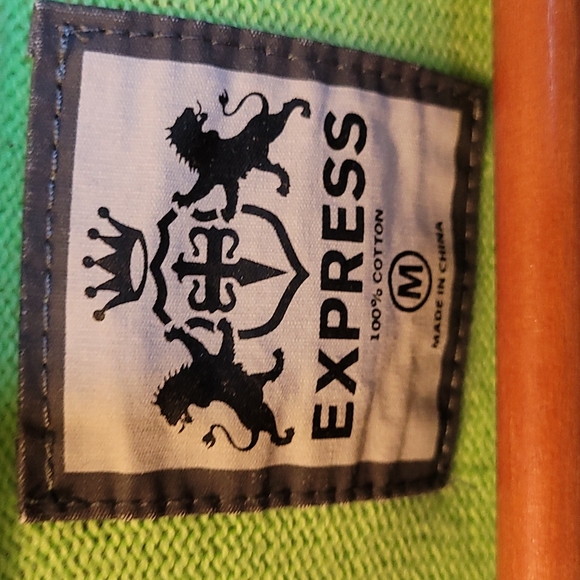 EXPRESS
100% COTTON
M
MADE IN CHINA